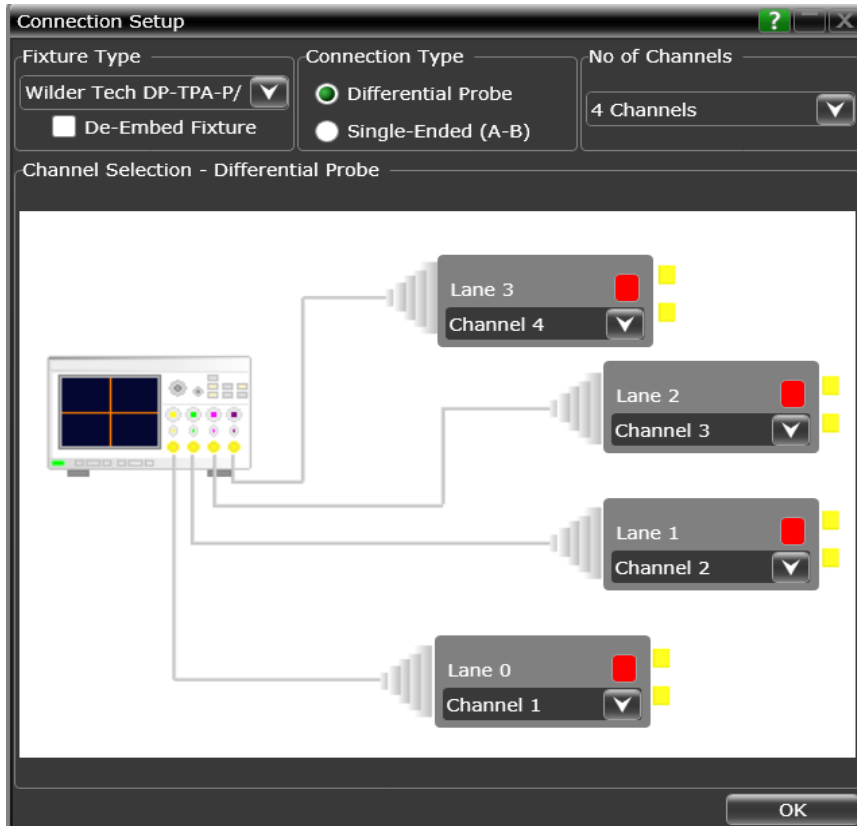 Connection Setup
?
X
Fixture Type
Wilder Tech DP-TPA-P/
De-Embed Fixture
Connection Type
Differential Probe
Single-Ended (A-B)
No of Channels
4 Channels
Channel Selection - Differential Probe
Lane 3
Channel 4
Lane 2
Channel 3
Lane 1
Channel 2
Lane 0
Channel 1
OK